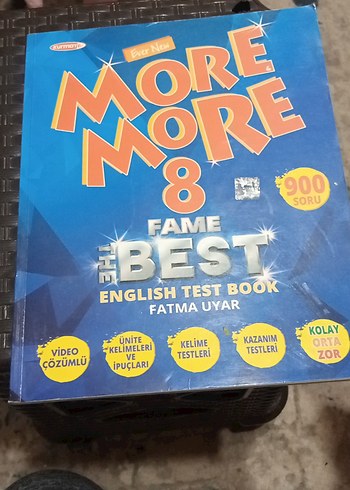 kurmay
Ever New
MORE
MORE
8
900
SORU
FAME
THE BEST
ENGLISH TEST BOOK
FATMA UYAR
VİDEO
ÇÖZÜMLÜ
ÜNİTE
KELİMELERİ
VE
İPUÇLARI
KELİME
TESTLERİ
KAZANIM
TESTLERİ
KOLAY
ORTA
ZOR